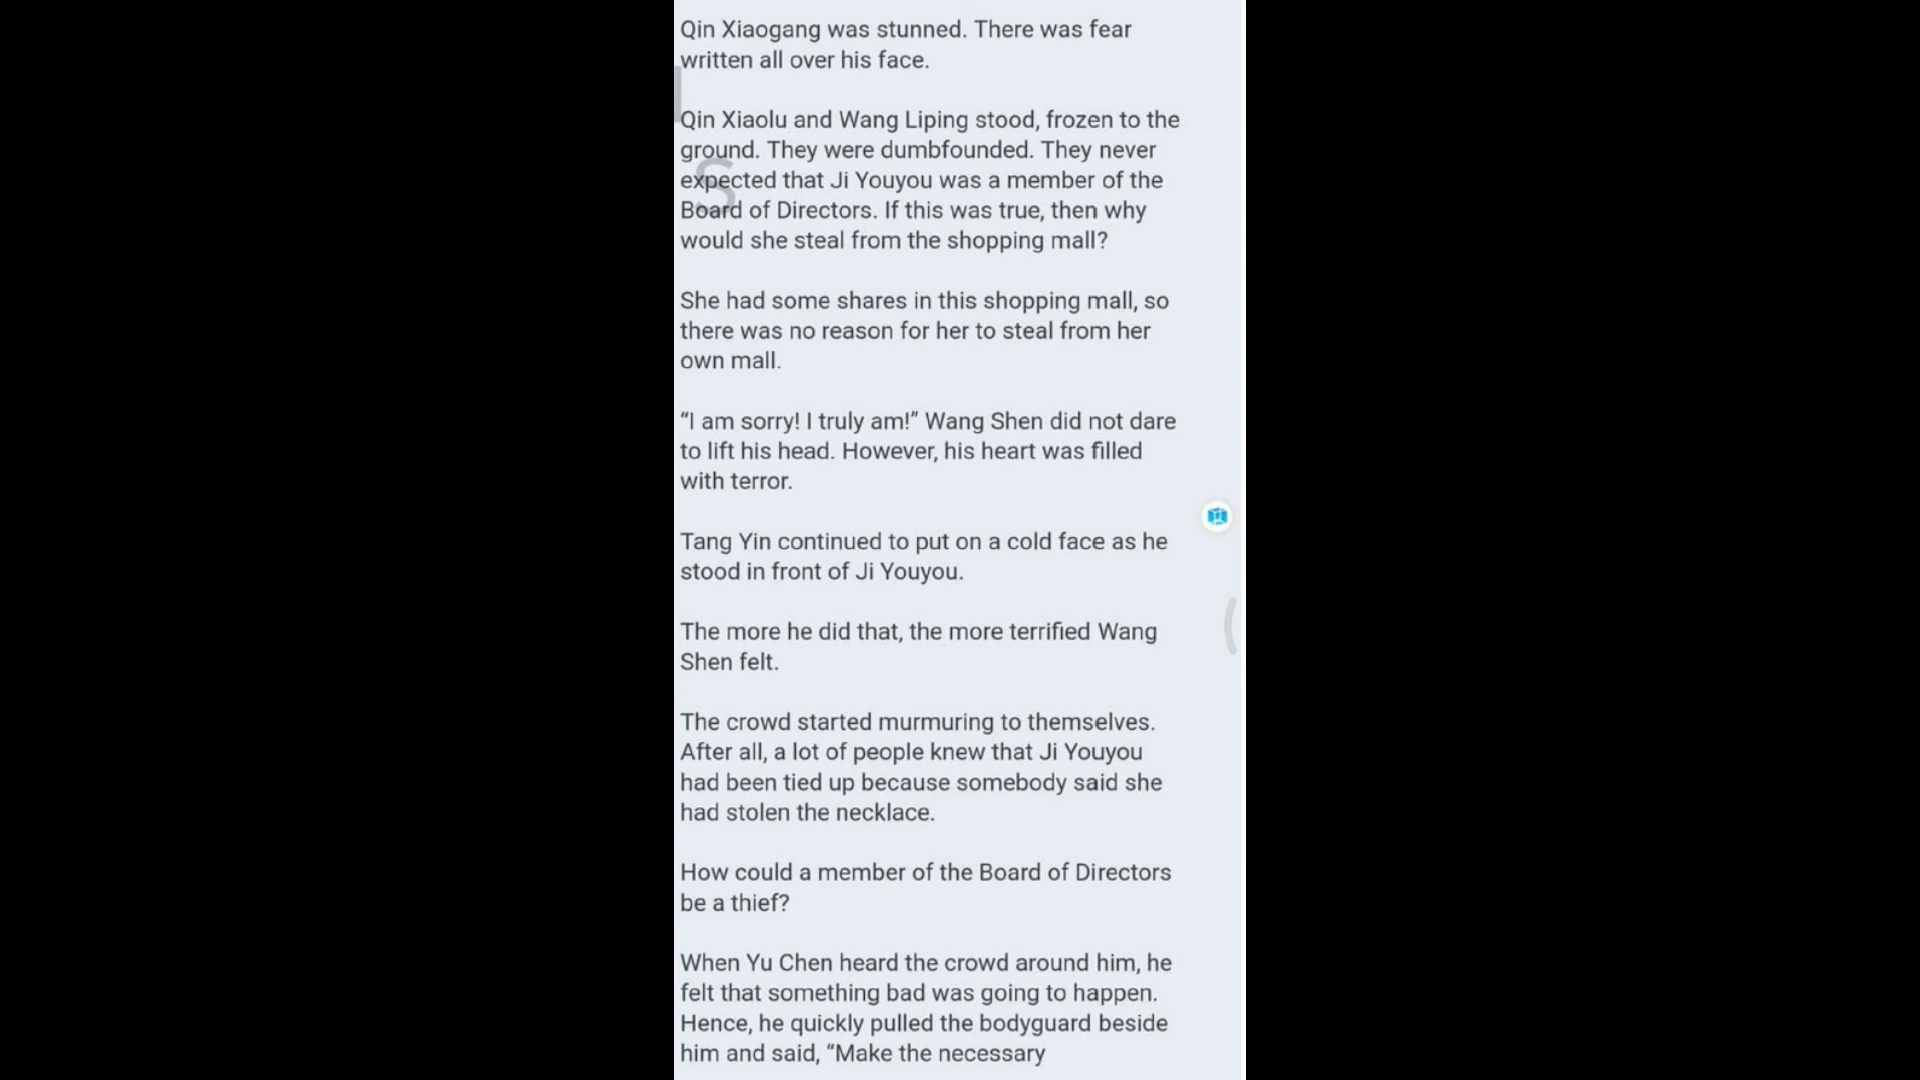 Qin Xiaogang was stunned. There was fear
written all over his face.
Qin Xiaolu and Wang Liping stood, frozen to the
ground. They were dumbfounded. They never
expected that Ji Youyou was a member of the
Board of Directors. If this was true, then why
would she steal from the shopping mall?
She had some shares in this shopping mall, so
there was no reason for her to steal from her
own mall.
“I am sorry! I truly am!” Wang Shen did not dare
to lift his head. However, his heart was filled
with terror.
Tang Yin continued to put on a cold face as he
stood in front of Ji Youyou.
The more he did that, the more terrified Wang
Shen felt.
The crowd started murmuring to themselves.
After all, a lot of people knew that Ji Youyou
had been tied up because somebody said she
had stolen the necklace.
How could a member of the Board of Directors
be a thief?
When Yu Chen heard the crowd around him, he
felt that something bad was going to happen.
Hence, he quickly pulled the bodyguard beside
him and said, “Make the necessary